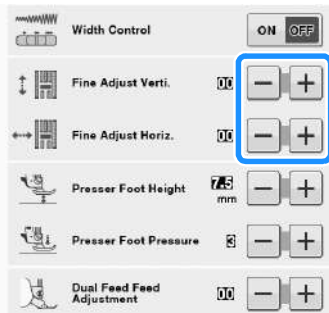 Width Control ON OFF
Fine Adjust Verti. 00 − +
Fine Adjust Horiz. 00 − +
Presser Foot Height 7.5 mm − +
Presser Foot Pressure 3 − +
Dual Feed Feed
Adjustment 00 − +